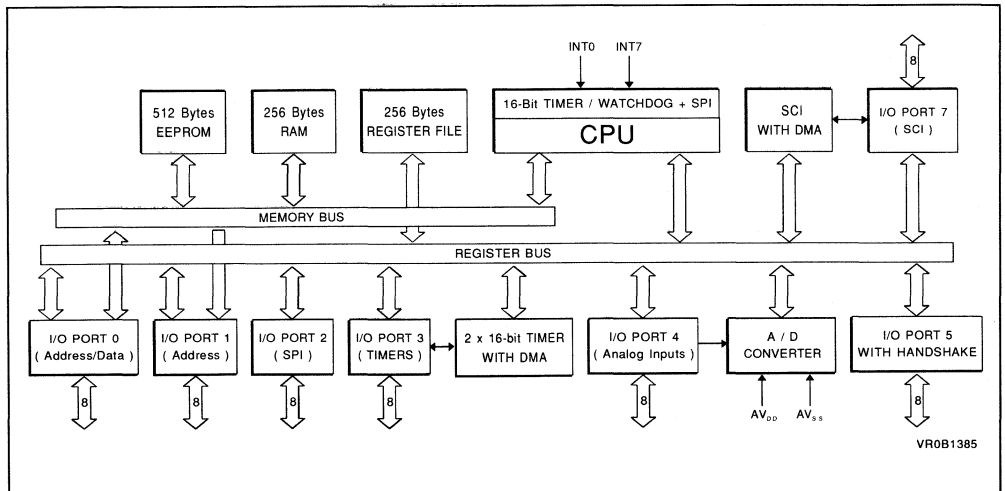 INT0 INT7
8
512 Bytes
EEPROM
256 Bytes
RAM
256 Bytes
REGISTER FILE
16-Bit TIMER / WATCHDOG + SPI
CPU
SCI
WITH DMA
I/O PORT 7
( SCI )
MEMORY BUS
REGISTER BUS
I/O PORT 0
( Address/Data )
I/O PORT 1
( Address )
I/O PORT 2
( SPI )
I/O PORT 3
( TIMERS )
2 x 16-bit TIMER
WITH DMA
I/O PORT 4
( Analog Inputs )
A / D
CONVERTER
I/O PORT 5
WITH HANDSHAKE
8 8 8 8 8 8
AVDD AVSS
VR0B1385